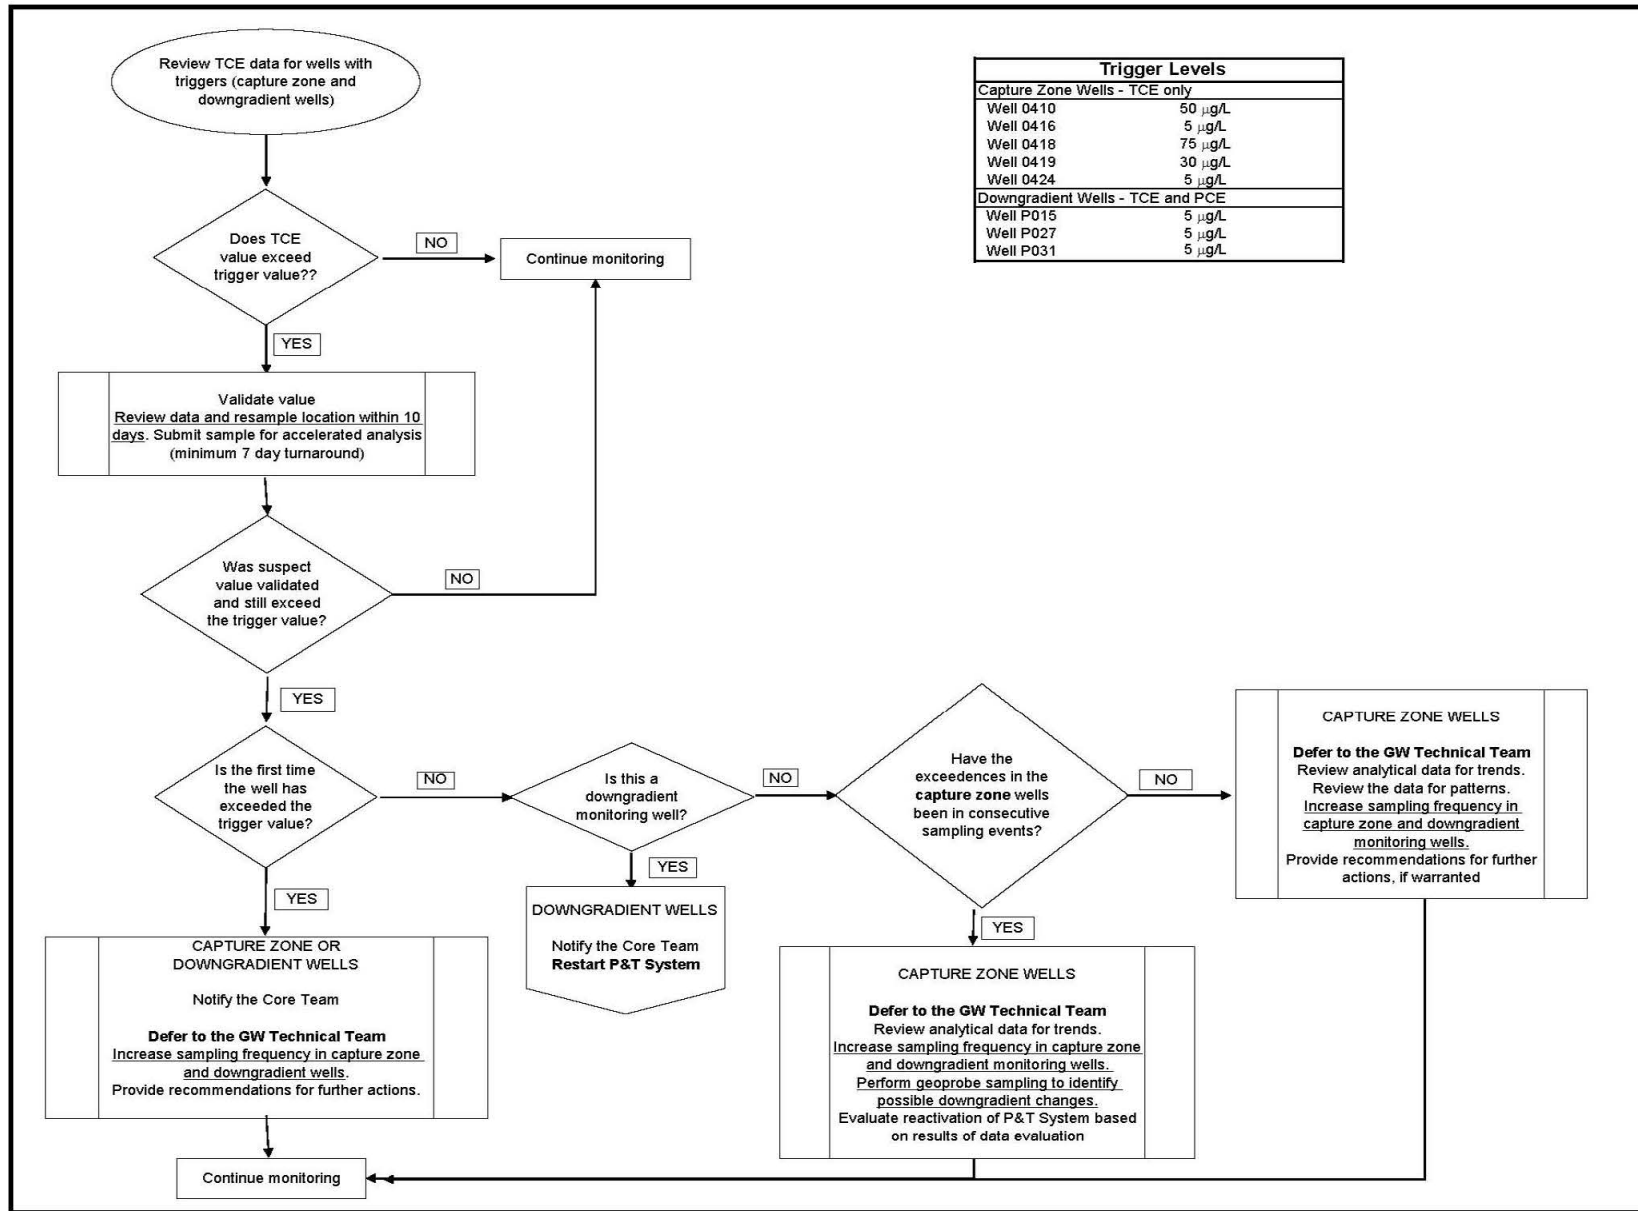 Review TCE data for wells with
triggers (capture zone and
downgradient wells)
Trigger Levels
Capture Zone Wells - TCE only
Well 0410 50 µg/L
Well 0416 5 µg/L
Well 0418 75 µg/L
Well 0419 30 µg/L
Well 0424 5 µg/L
Downgradient Wells - TCE and PCE
Well P015 5 µg/L
Well P027 5 µg/L
Well P031 5 µg/L
Does TCE
value exceed
trigger value??
NO
Continue monitoring
YES
Validate value
Review data and resample location within 10
days. Submit sample for accelerated analysis
(minimum 7 day turnaround)
Was suspect
value validated
and still exceed
the trigger value?
NO
YES
Is the first time
the well has
exceeded the
trigger value?
NO
Is this a
downgradient
monitoring well?
NO
Have the
exceedences in the
capture zone wells
been in consecutive
sampling events?
NO
CAPTURE ZONE WELLS
Defer to the GW Technical Team
Review analytical data for trends.
Review the data for patterns.
Increase sampling frequency in
capture zone and downgradient
monitoring wells.
Provide recommendations for further
actions, if warranted
YES
CAPTURE ZONE OR
DOWNGRADIENT WELLS
Notify the Core Team
Defer to the GW Technical Team
Increase sampling frequency in capture zone
and downgradient wells.
Provide recommendations for further actions.
YES
DOWNGRADIENT WELLS
Notify the Core Team
Restart P&T System
YES
CAPTURE ZONE WELLS
Defer to the GW Technical Team
Review analytical data for trends.
Increase sampling frequency in capture zone
and downgradient monitoring wells.
Perform geoprobe sampling to identify
possible downgradient changes.
Evaluate reactivation of P&T System based
on results of data evaluation
Continue monitoring